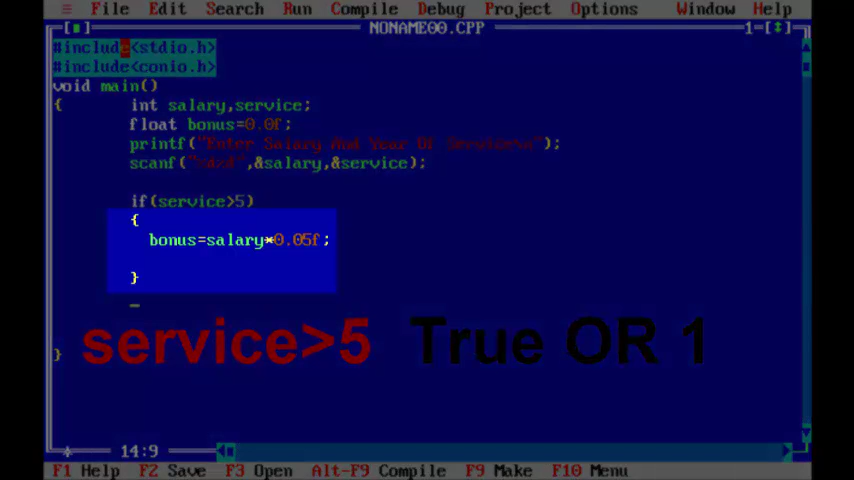 ≡ File Edit Search Run Compile Debug Project Options Window Help
NONAME00.CPP 1=[↕]
#include<stdio.h>
#include<conio.h>
void main()
{ int salary,service;
float bonus=0.0f;
printf("Enter Salary And Year Of Service\n");
scanf("%d%d",&salary,&service);
if(service>5)
{
bonus=salary*0.05f;
}
service>5 True OR 1
}
14:9
F1 Help F2 Save F3 Open Alt-F9 Compile F9 Make F10 Menu